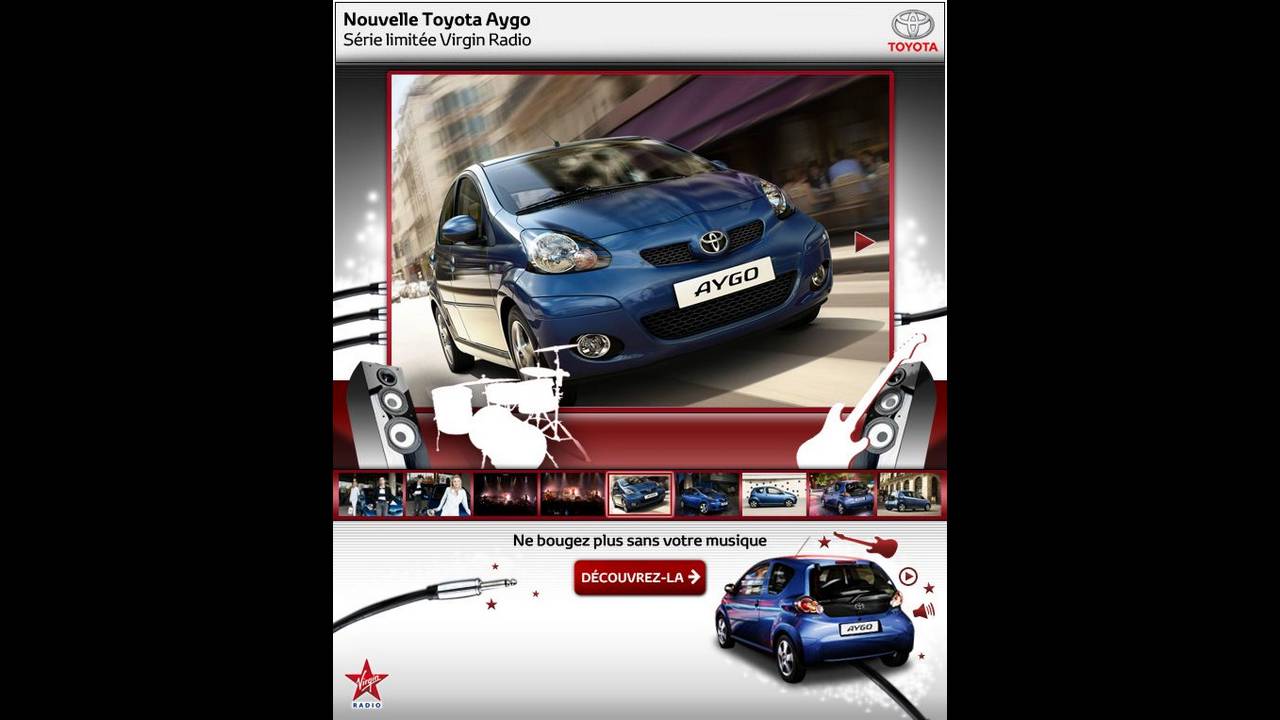 Nouvelle Toyota Aygo
Série limitée Virgin Radio
TOYOTA
AYGO
Ne bougez plus sans votre musique
DÉCOUVREZ-LA
AYGO
Virgin
RADIO